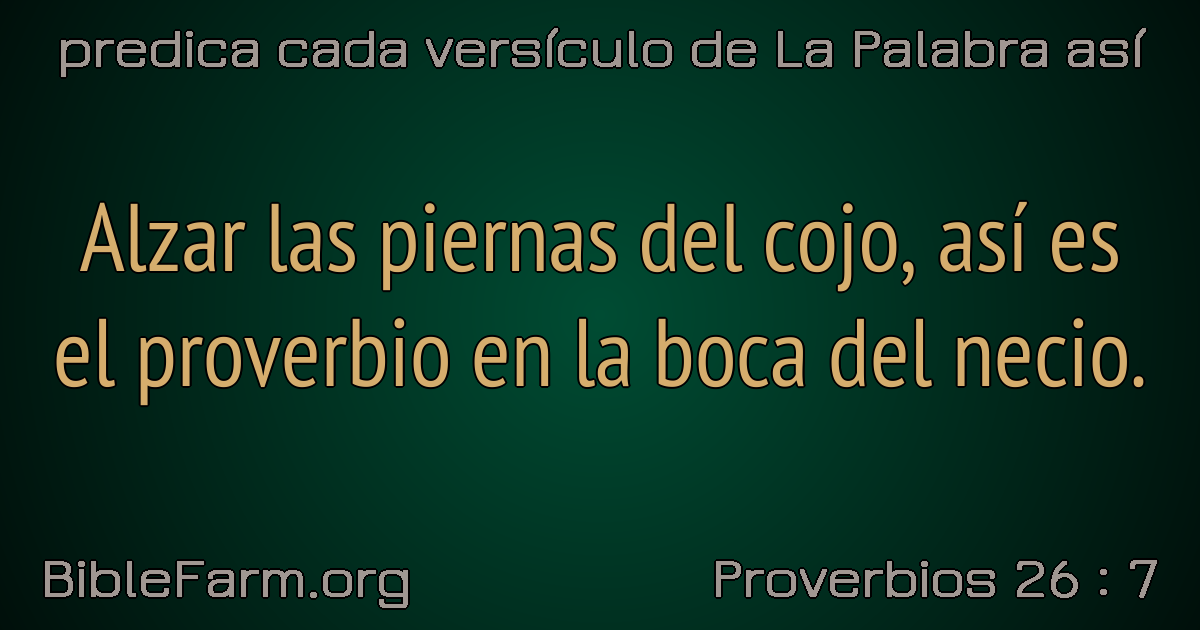 predica cada versículo de La Palabra así
Alzar las piernas del cojo, así es
el proverbio en la boca del necio.
BibleFarm.org
Proverbios 26 : 7